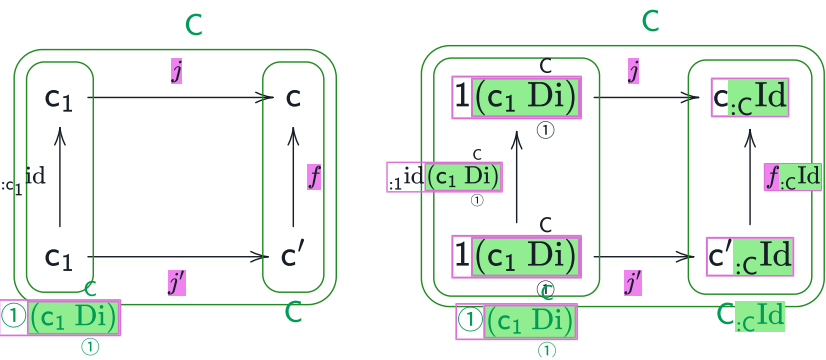 C
C
j
C
j
c₁
c
1(c₁ Di)
c:CId
①
:c₁id
f
C
:1id(c₁ Di)
①
f:CId
C
c₁
c′
1(c₁ Di)
c′:CId
①
j′
j′
C
C
①(c₁ Di)
C
①(c₁ Di)
C:CId
①
①